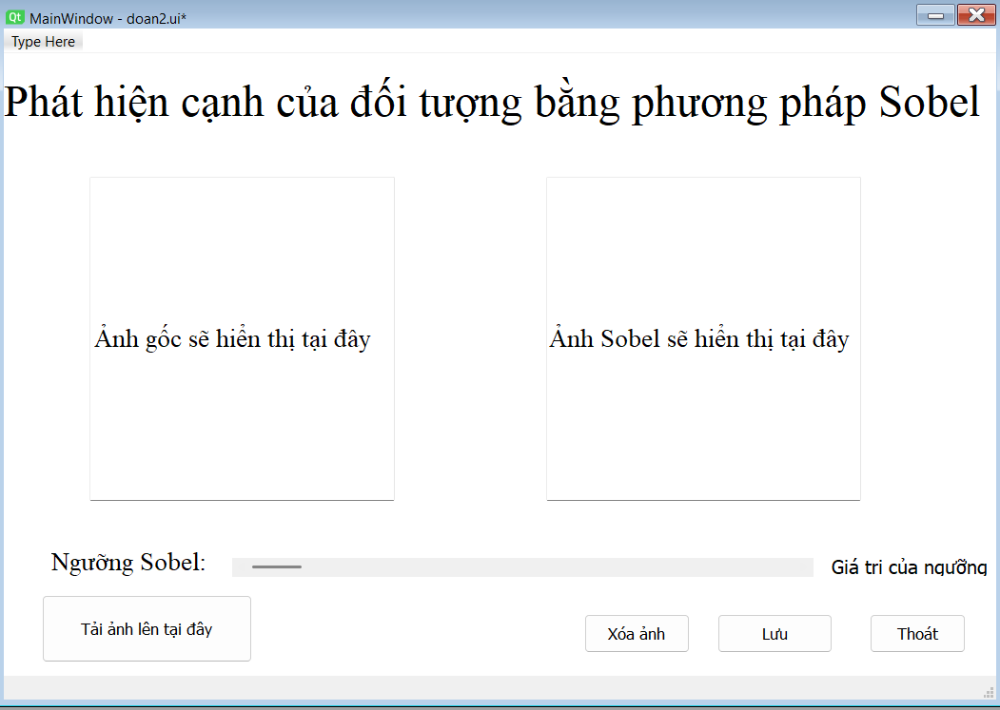 Qt MainWindow - doan2.ui*
Type Here
Phát hiện cạnh của đối tượng bằng phương pháp Sobel
Ảnh gốc sẽ hiển thị tại đây
Ảnh Sobel sẽ hiển thị tại đây
Ngưỡng Sobel:
Giá trị của ngưỡng
Tải ảnh lên tại đây
Xóa ảnh
Lưu
Thoát